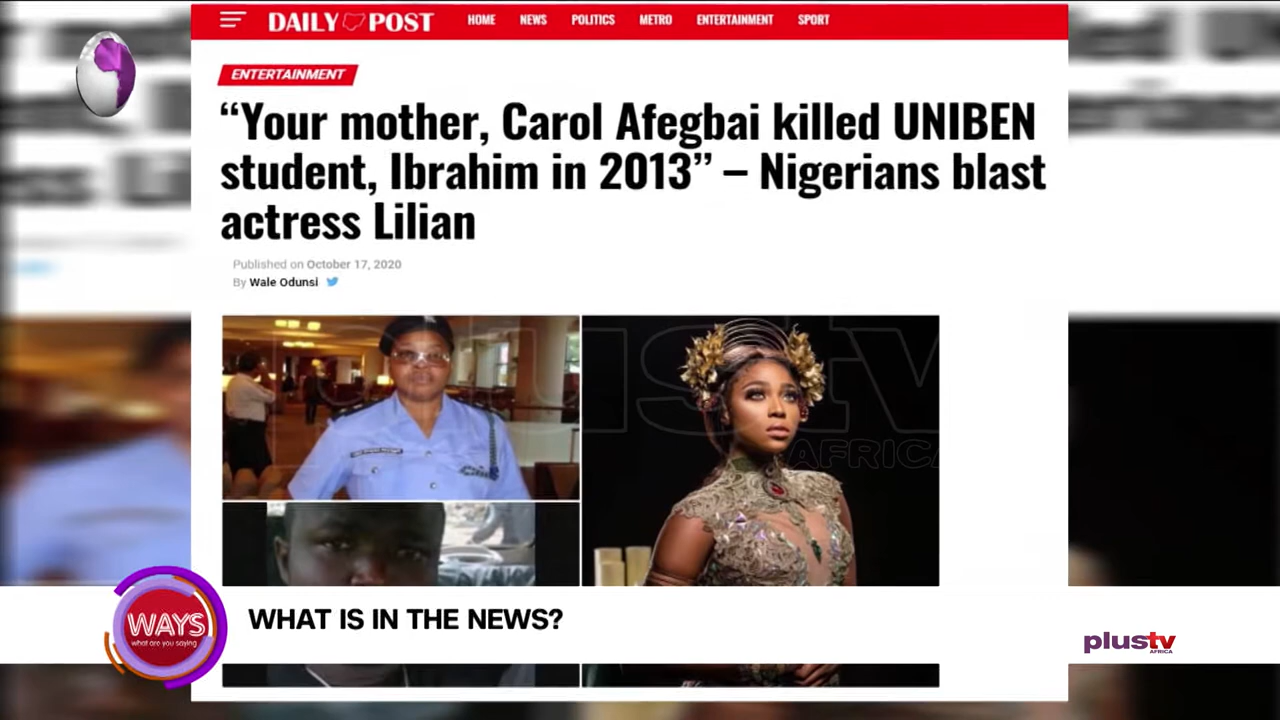 DAILY POST
HOME NEWS POLITICS METRO ENTERTAINMENT SPORT
ENTERTAINMENT
“Your mother, Carol Afegbai killed UNIBEN
student, Ibrahim in 2013” – Nigerians blast
actress Lilian
Published on October 17, 2020
By Wale Odunsi
plustv
AFRICA
WAYS
what are you saying
WHAT IS IN THE NEWS?
plustv
AFRICA